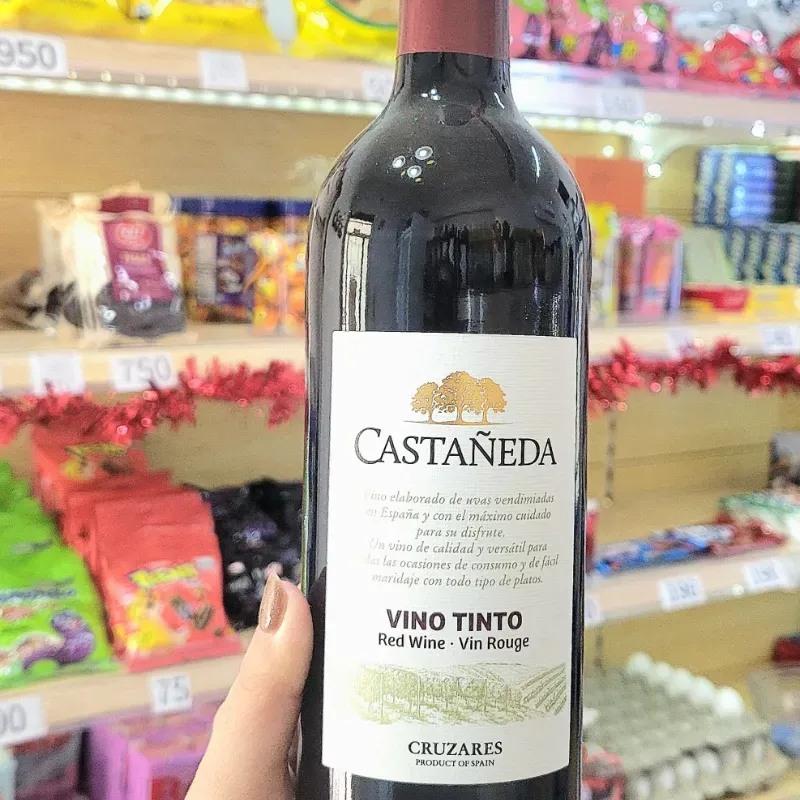 950
750
CASTAÑEDA
Vino elaborado de uvas vendimiadas
en España y con el máximo cuidado
para su disfrute.
Un vino de calidad y versátil para
las ocasiones de consumo y de fácil
maridaje con todo tipo de platos.
VINO TINTO
Red Wine · Vin Rouge
75
CRUZARES
PRODUCT OF SPAIN